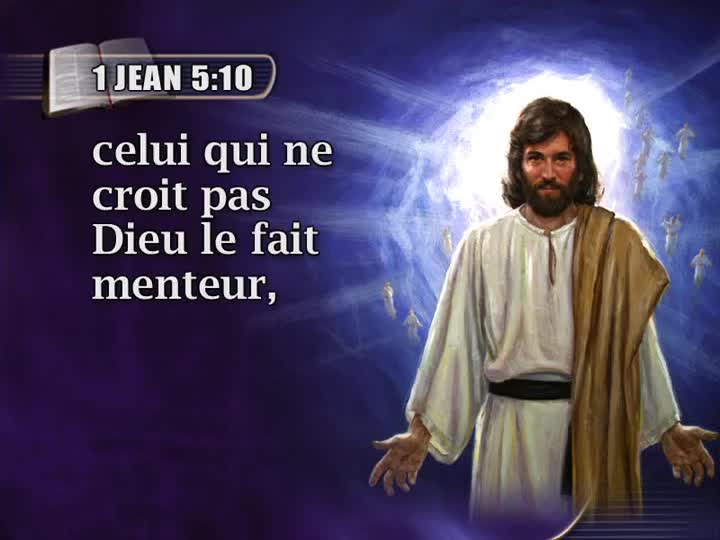 1 JEAN 5:10
celui qui ne
croit pas
Dieu le fait
menteur,